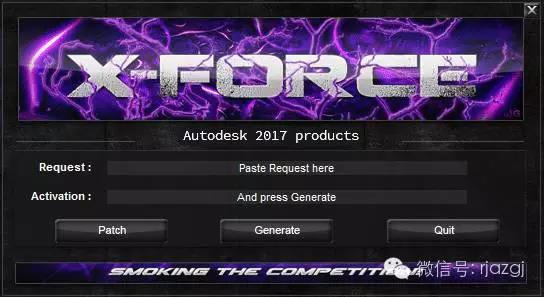 X-FORCE
Autodesk 2017 products
Request : Paste Request here
Activation : And press Generate
Patch Generate Quit
SMOKING THE COMPETITI
微信号: rjazgj